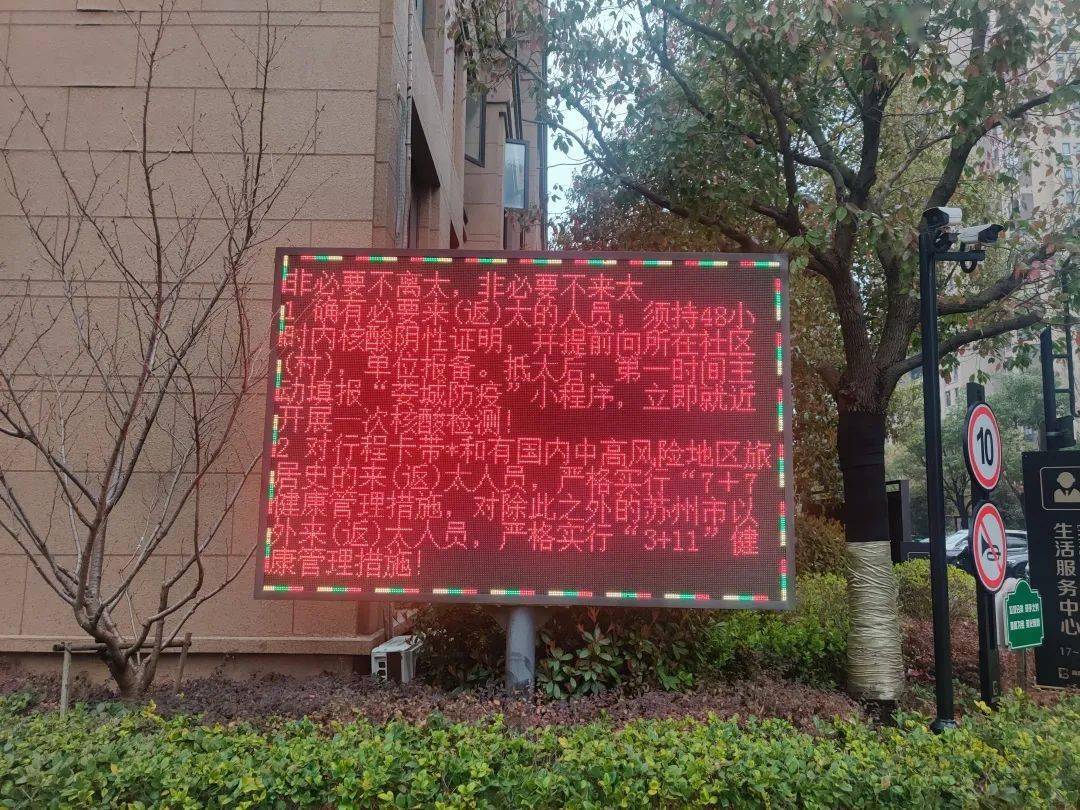 非必要不离太，非必要不来太
确有必要来(返)太的人员，须持48小
时内核酸阴性证明，并提前向所在社区
(村)，单位报备。抵太后，第一时间主
动填报“娄城防疫”小程序，立即就近
开展一次核酸检测！
2 对行程卡带*和有国内中高风险地区旅
居史的来(返)太人员，严格实行“7+7
健康管理措施，对除此之外的苏州市以
外来(返)太人员，严格实行“3+11”健
康管理措施！
10
生活服务中心
17-